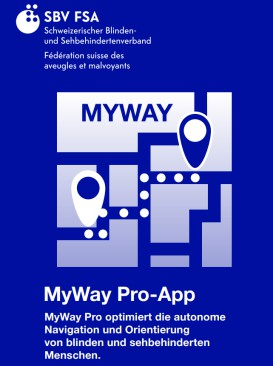 SBV FSA
Schweizerischer Blinden-
und Sehbehindertenverband
Fédération suisse des
aveugles et malvoyants
MYWAY
MyWay Pro-App
MyWay Pro optimiert die autonome
Navigation und Orientierung
von blinden und sehbehinderten
Menschen.